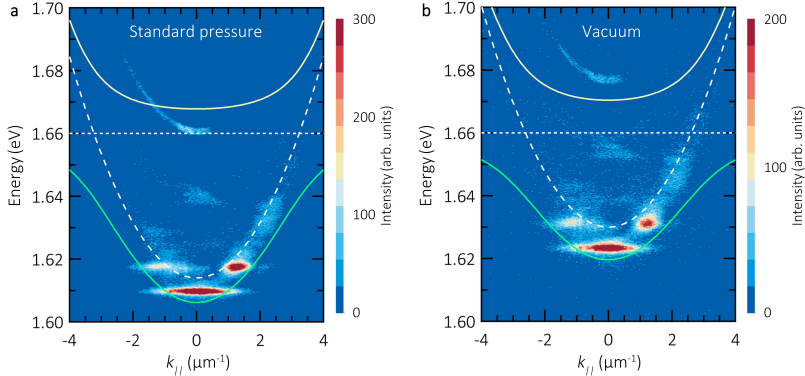 a
Standard pressure
1.70
1.68
1.66
1.64
1.62
1.60
Energy (eV)
-4
-2
0
2
4
k// (µm⁻¹)
300
200
100
0
Intensity (arb. units)
b
Vacuum
1.70
1.68
1.66
1.64
1.62
1.60
Energy (eV)
-4
-2
0
2
4
k// (µm⁻¹)
200
100
0
Intensity (arb. units)